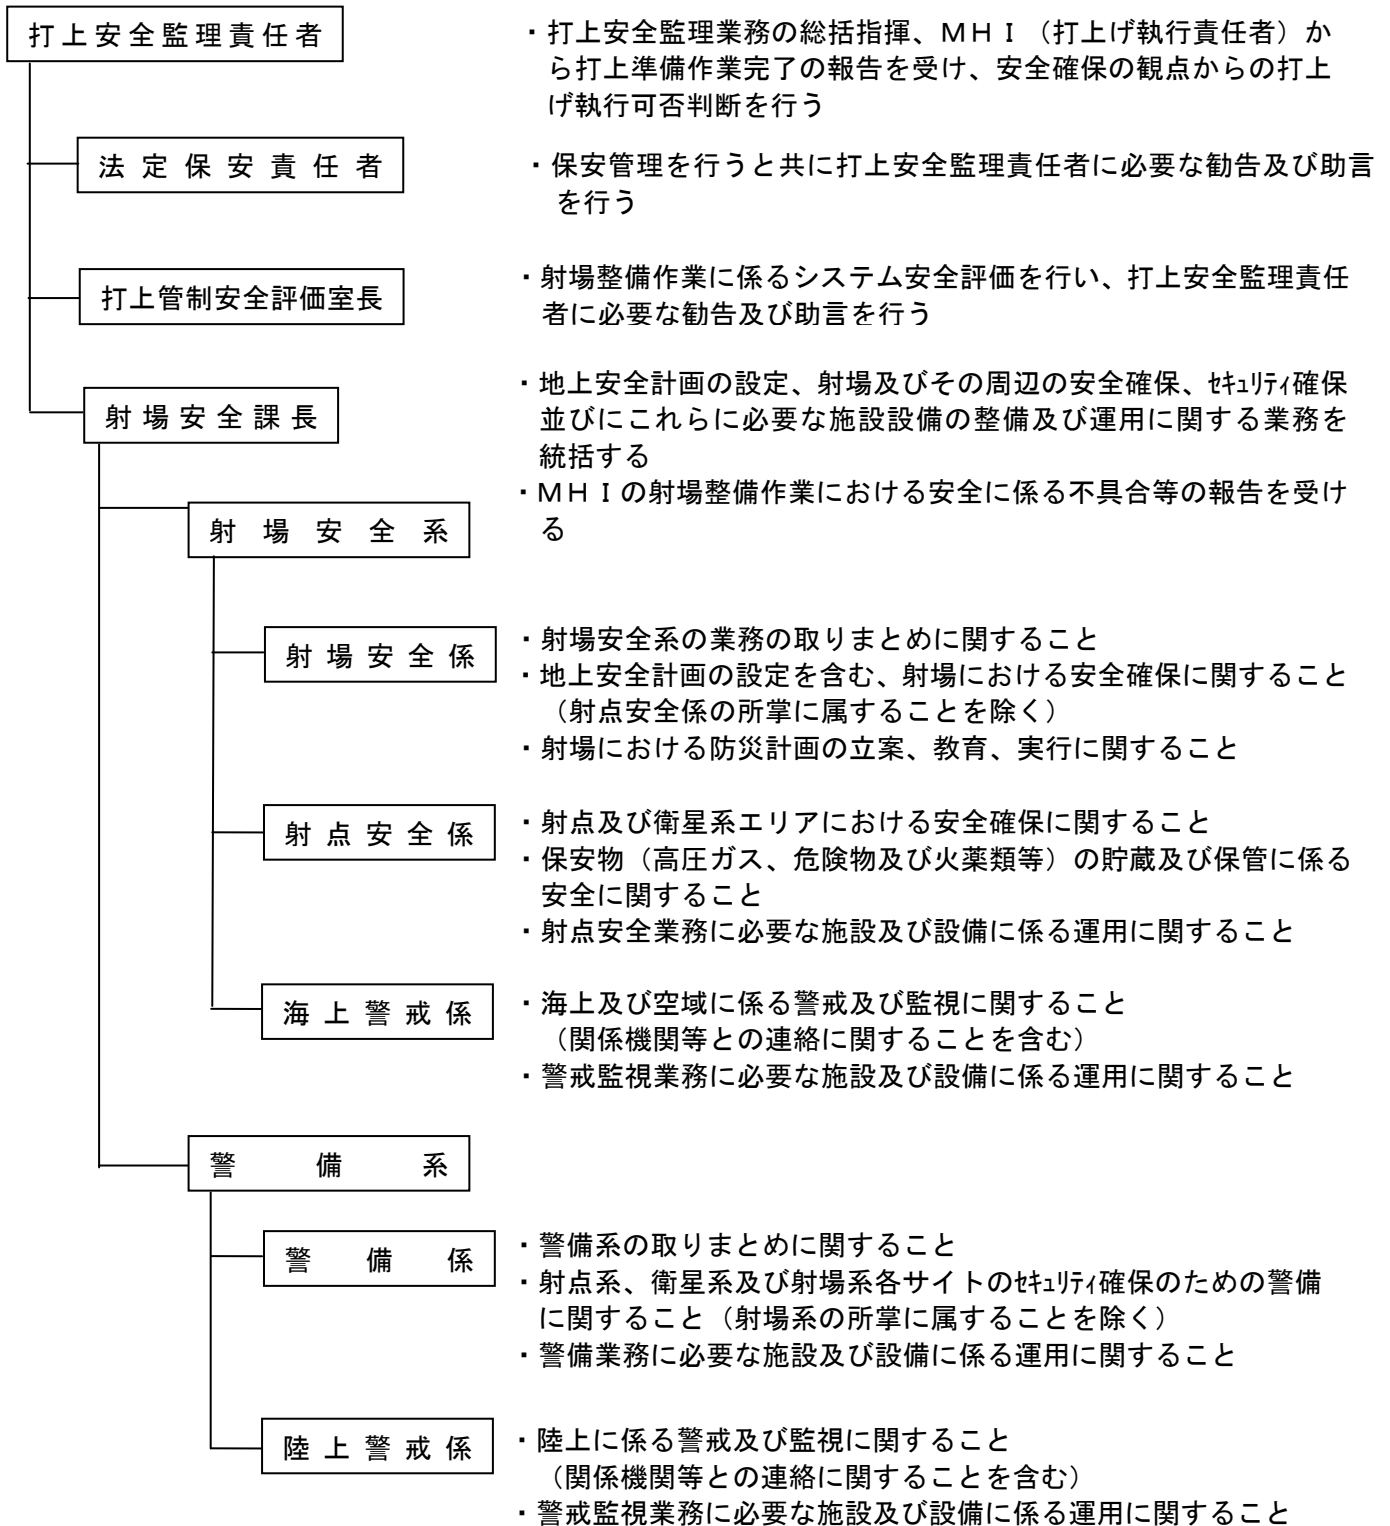 打上安全監理責任者
・打上安全監理業務の総括指揮、ＭＨＩ（打上げ執行責任者）か
ら打上準備作業完了の報告を受け、安全確保の観点からの打上
げ執行可否判断を行う
法定保安責任者
・保安管理を行うと共に打上安全監理責任者に必要な勧告及び助言
を行う
打上管制安全評価室長
・射場整備作業に係るシステム安全評価を行い、打上安全監理責任
者に必要な勧告及び助言を行う
射場安全課長
・地上安全計画の設定、射場及びその周辺の安全確保、ｾｷｭﾘﾃｨ確保
並びにこれらに必要な施設設備の整備及び運用に関する業務を
統括する
・ＭＨＩの射場整備作業における安全に係る不具合等の報告を受け
る
射場安全系
射場安全係
・射場安全系の業務の取りまとめに関すること
・地上安全計画の設定を含む、射場における安全確保に関すること
（射点安全係の所掌に属することを除く）
・射場における防災計画の立案、教育、実行に関すること
射点安全係
・射点及び衛星系エリアにおける安全確保に関すること
・保安物（高圧ガス、危険物及び火薬類等）の貯蔵及び保管に係る
安全に関すること
・射点安全業務に必要な施設及び設備に係る運用に関すること
海上警戒係
・海上及び空域に係る警戒及び監視に関すること
（関係機関等との連絡に関することを含む）
・警戒監視業務に必要な施設及び設備に係る運用に関すること
警備系
警備係
・警備系の取りまとめに関すること
・射点系、衛星系及び射場系各サイトのｾｷｭﾘﾃｨ確保のための警備
に関すること（射場系の所掌に属することを除く）
・警備業務に必要な施設及び設備に係る運用に関すること
陸上警戒係
・陸上に係る警戒及び監視に関すること
（関係機関等との連絡に関することを含む）
・警戒監視業務に必要な施設及び設備に係る運用に関すること